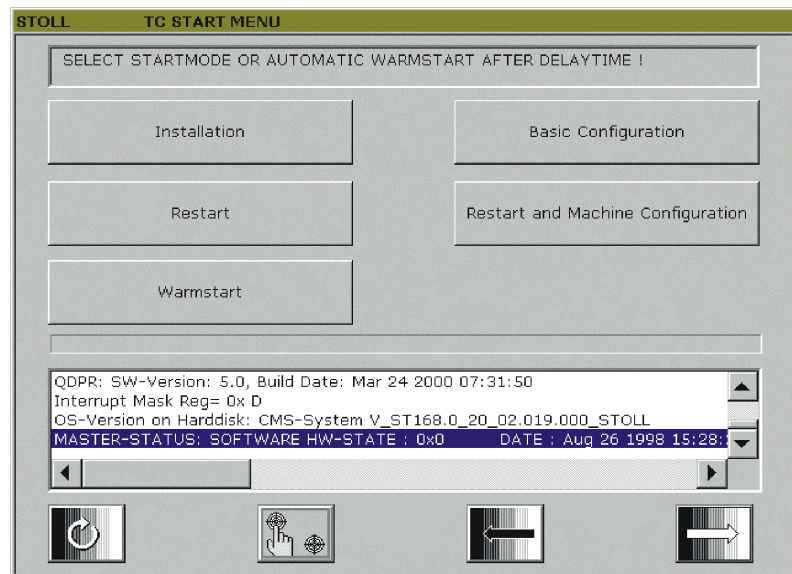 STOLL TC START MENU
SELECT STARTMODE OR AUTOMATIC WARMSTART AFTER DELAYTIME !
Installation
Basic Configuration
Restart
Restart and Machine Configuration
Warmstart
QDPR: SW-Version: 5.0, Build Date: Mar 24 2000 07:31:50
Interrupt Mask Reg= 0x D
OS-Version on Harddisk: CMS-System V_ST168.0_20_02.019.000_STOLL
MASTER-STATUS: SOFTWARE HW-STATE : 0x0 DATE : Aug 26 1998 15:28: